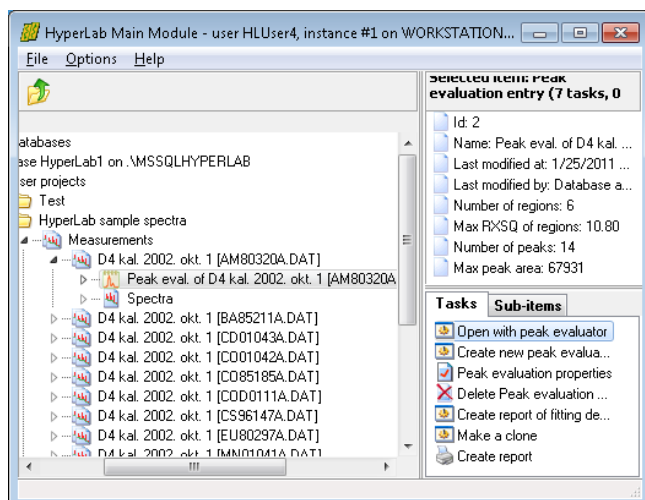 HyperLab Main Module - user HLUser4, instance #1 on WORKSTATION...
File Options Help
atabases
ase HyperLab1 on .\MSSQLHYPERLAB
ser projects
Test
HyperLab sample spectra
Measurements
D4 kal. 2002. okt. 1 [AM80320A.DAT]
Peak eval. of D4 kal. 2002. okt. 1 [AM80320A
Spectra
D4 kal. 2002. okt. 1 [BA85211A.DAT]
D4 kal. 2002. okt. 1 [CD01043A.DAT]
D4 kal. 2002. okt. 1 [CO01042A.DAT]
D4 kal. 2002. okt. 1 [CO85185A.DAT]
D4 kal. 2002. okt. 1 [COD0111A.DAT]
D4 kal. 2002. okt. 1 [CS96147A.DAT]
D4 kal. 2002. okt. 1 [EU80297A.DAT]
D4 kal. 2002. okt. 1 [MN01041A.DAT]
Selected item: Peak
evaluation entry (7 tasks, 0
Id: 2
Name: Peak eval. of D4 kal. ...
Last modified at: 1/25/2011 ...
Last modified by: Database a...
Number of regions: 6
Max RXSQ of regions: 10.80
Number of peaks: 14
Max peak area: 67931
Tasks Sub-items
Open with peak evaluator
Create new peak evalua...
Peak evaluation properties
Delete Peak evaluation ...
Create report of fitting de...
Make a clone
Create report